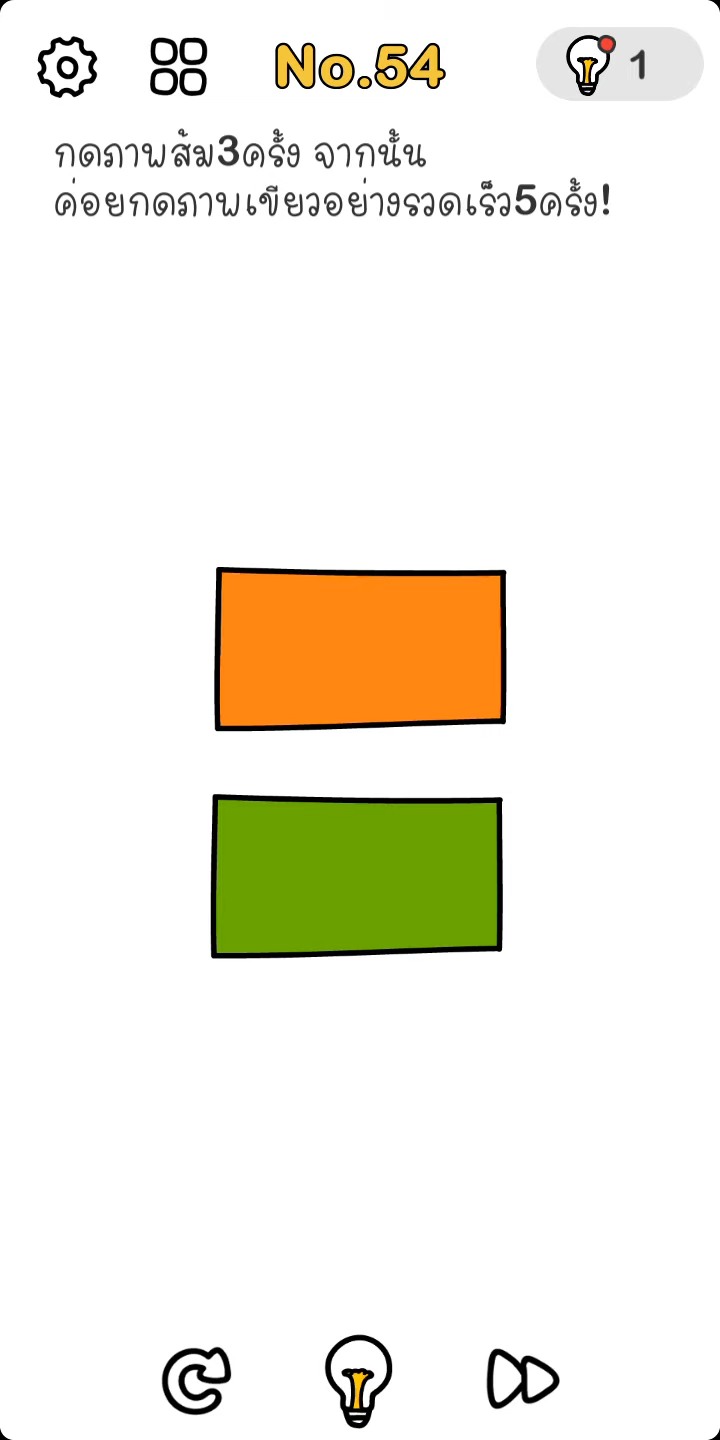 No.54
1
กดภาพส้ม3ครั้ง จากนั้น
ค่อยกดภาพเขียวอย่างรวดเร็ว5ครั้ง!